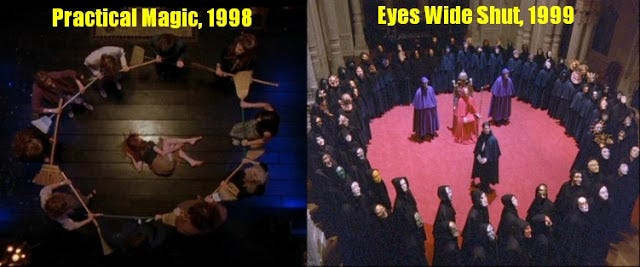 Practical Magic, 1998
Eyes Wide Shut, 1999